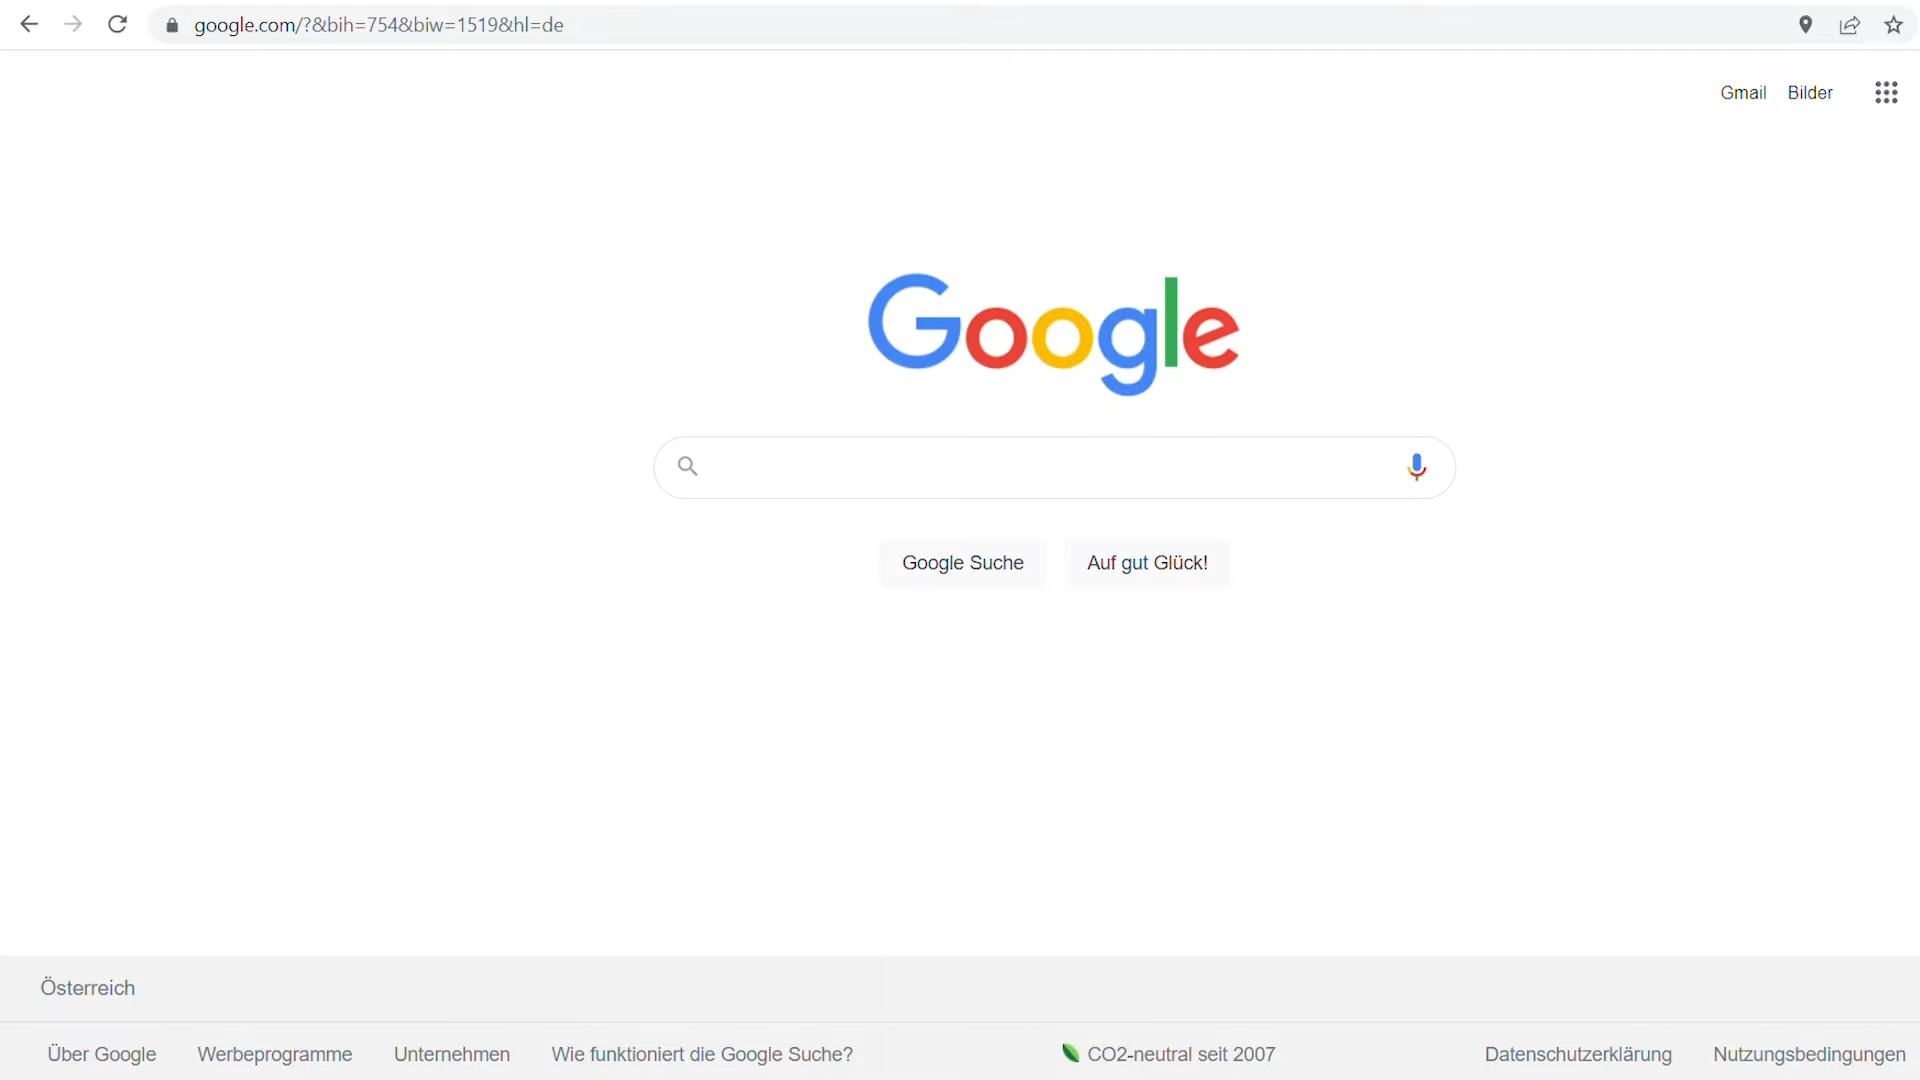 google.com/?&bih=754&biw=1519&hl=de
Gmail Bilder
Google
Google Suche Auf gut Glück!
Österreich
Über Google Werbeprogramme Unternehmen Wie funktioniert die Google Suche? CO2-neutral seit 2007 Datenschutzerklärung Nutzungsbedingungen